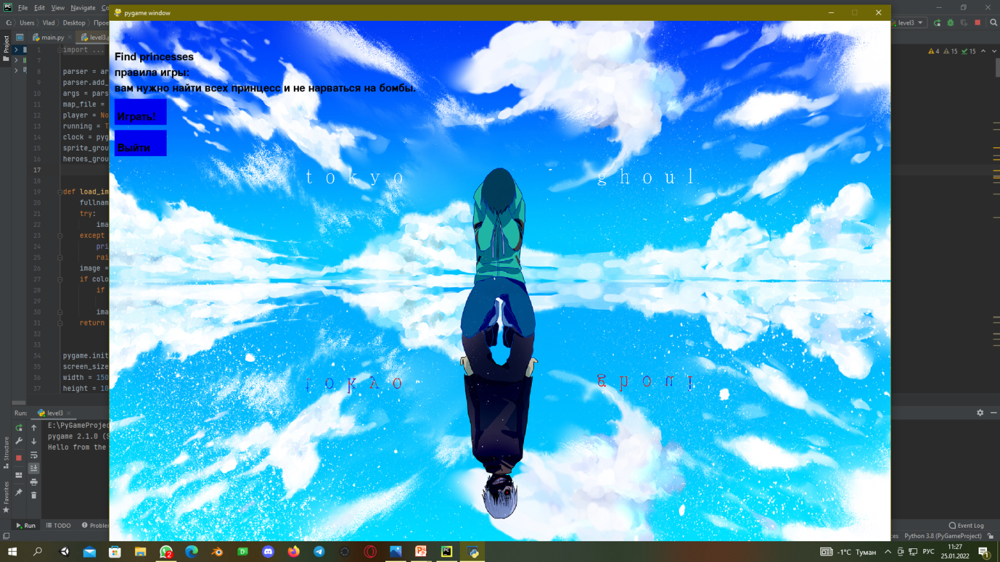 File Edit View Navigate
pygame window
C: Users Vlad Desktop
level3
main.py
level3.p
Project
4 15 15
1 import ...
7
8 parser = ar
9 parser.add_
10 args = pars
11 map_file =
12 player = No
13 running = T
14 clock = pyg
15 sprite_grou
16 heroes_grou
17
18
19 def load_im
20 fullnam
21 try:
22 ima
23 except
24 pri
25 rai
26 image =
27 if colo
28 if
29
30 ima
31 return
32
33
34 pygame.init
35 screen_size
36 width = 150
37 height = 10
Find princesses
правила игры:
вам нужно найти всех принцесс и не нарваться на бомбы.
Играть!
Выйти
tokyo ghoul
tokyo ghoul
Run: level3
E:\PyGameProjec
pygame 2.1.0 (S
Hello from the
Structure
Favorites
Run TODO Problem
Event Log
Python 3.8 (PyGameProject)
2
-1°C Туман
РУС
11:27
25.01.2022
1